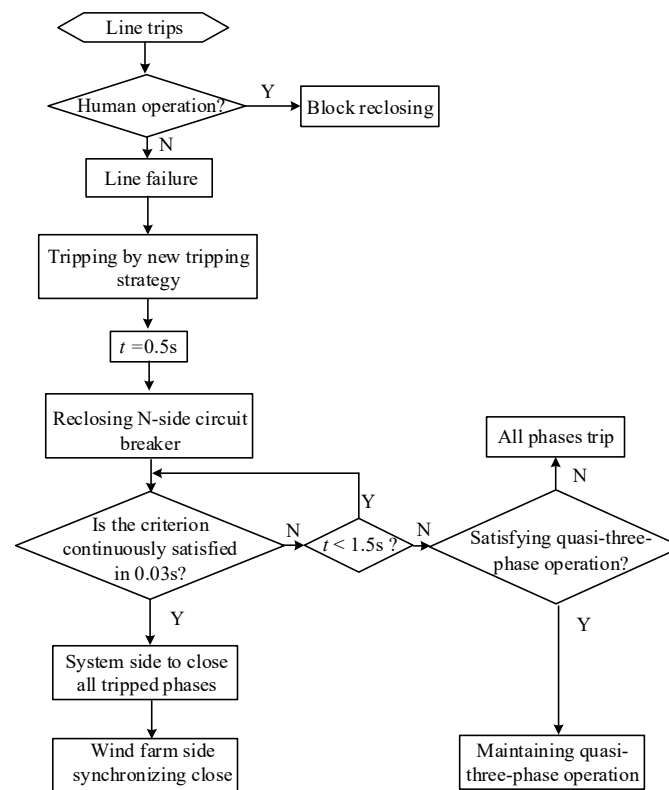 Line trips
Human operation?
Y
Block reclosing
N
Line failure
Tripping by new tripping
strategy
t =0.5s
Reclosing N-side circuit
breaker
All phases trip
Y
N
Is the criterion
continuously satisfied
in 0.03s?
N
t < 1.5s ?
N
Satisfying quasi-three-
phase operation?
Y
Y
System side to close
all tripped phases
Wind farm side
synchronizing close
Maintaining quasi-
three-phase operation